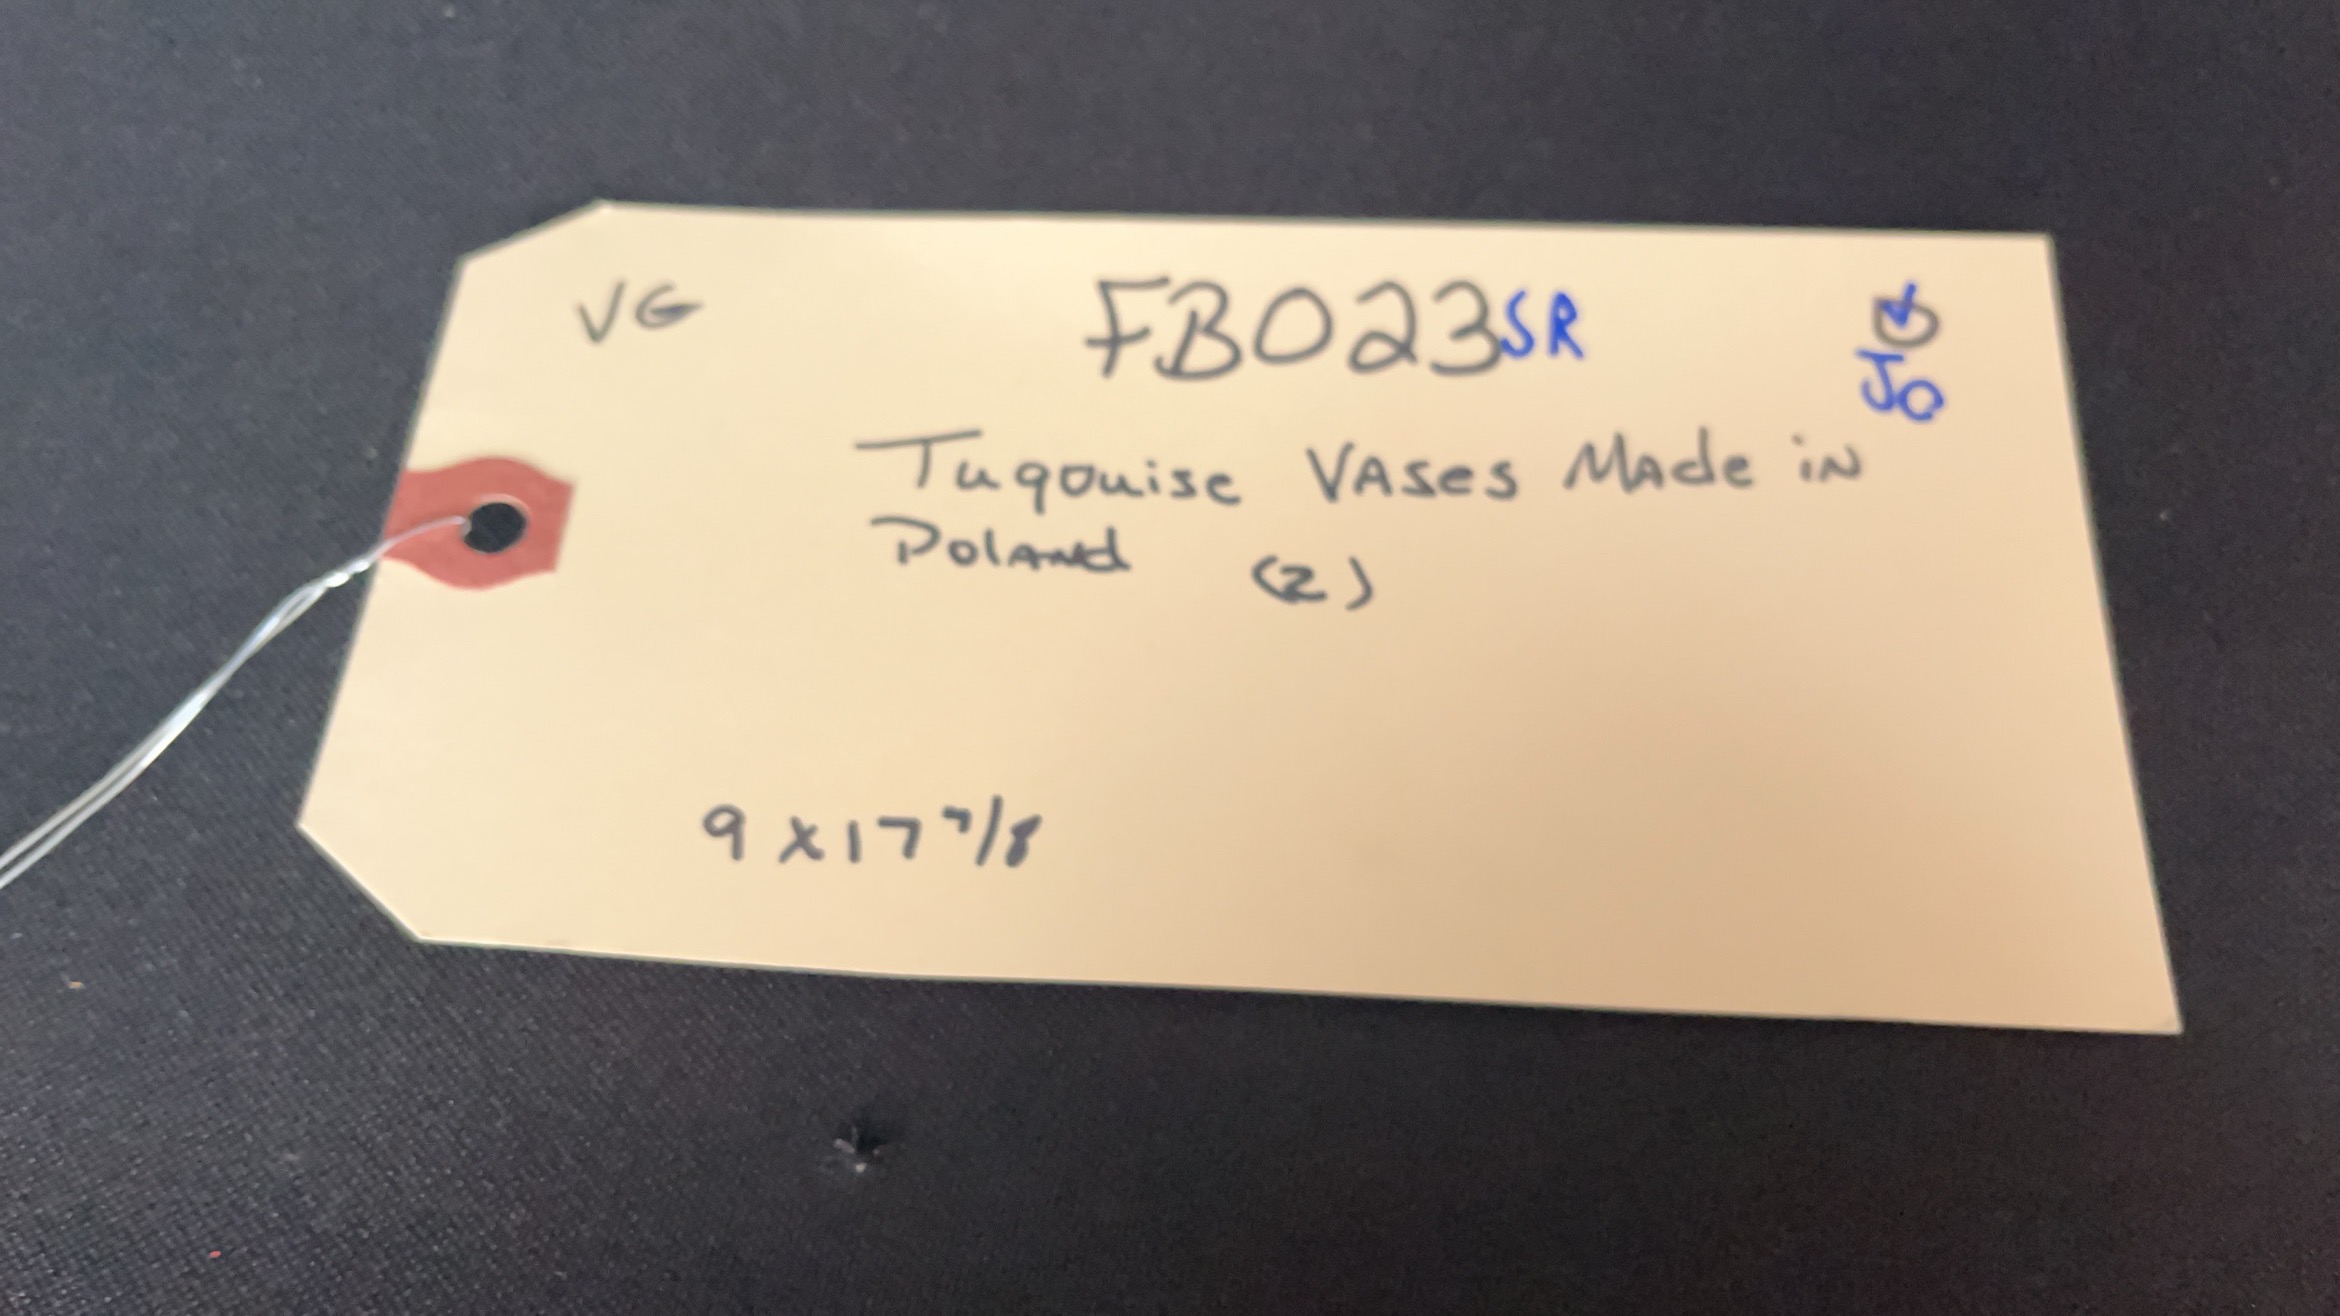 VG FB023SR
Jo
Tuqouise Vases Made in
Poland (2)
9 x 17 7/8